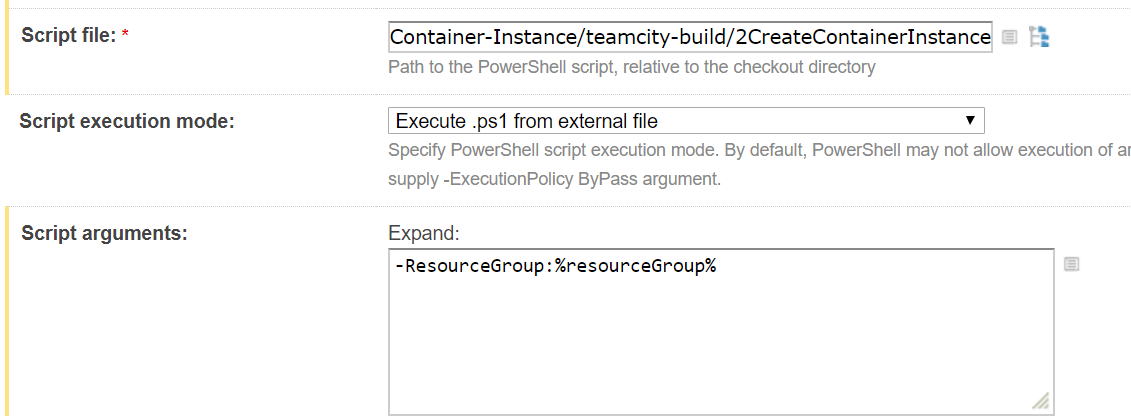 Script file: *
Container-Instance/teamcity-build/2CreateContainerInstance
Path to the PowerShell script, relative to the checkout directory
Script execution mode:
Execute .ps1 from external file
Specify PowerShell script execution mode. By default, PowerShell may not allow execution of
supply -ExecutionPolicy ByPass argument.
Script arguments:
Expand:
-ResourceGroup:%resourceGroup%